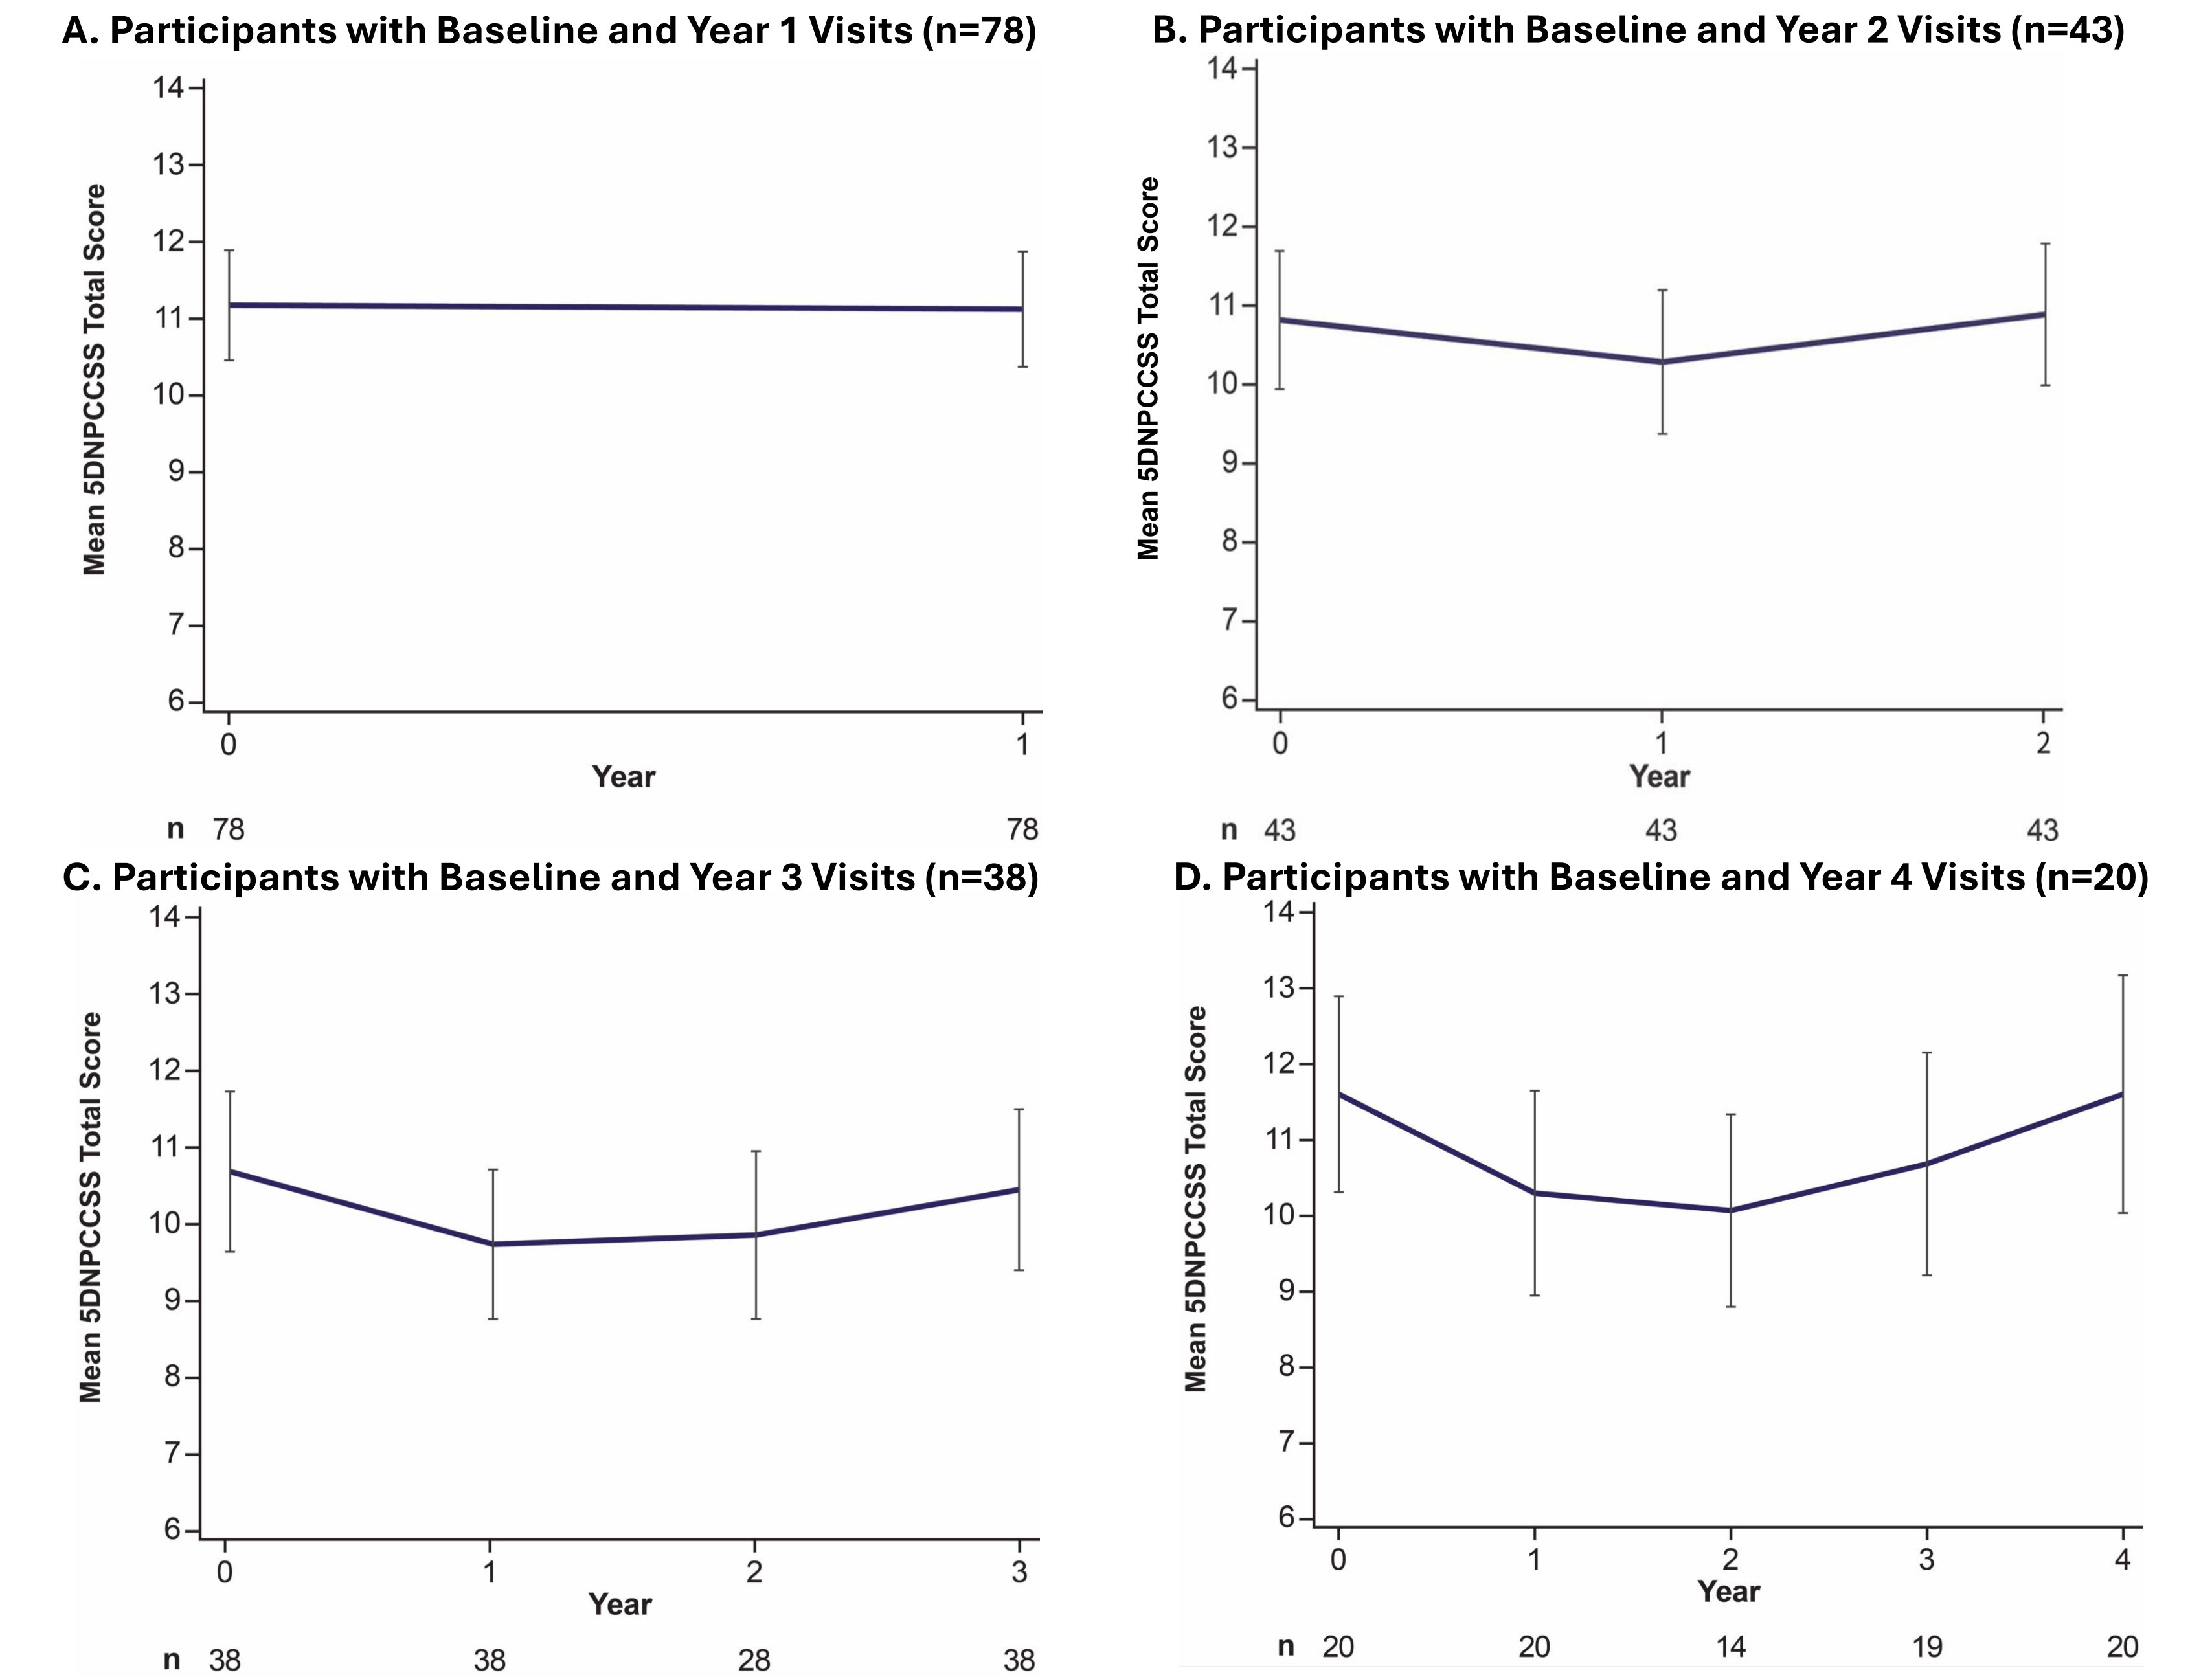 A. Participants with Baseline and Year 1 Visits (n=78)
14
13
12
11
10
9
8
7
6
Mean 5DNPCCSS Total Score
0 1
Year
n 78 78
B. Participants with Baseline and Year 2 Visits (n=43)
14
13
12
11
10
9
8
7
6
Mean 5DNPCCSS Total Score
0 1 2
Year
n 43 43 43
C. Participants with Baseline and Year 3 Visits (n=38)
14
13
12
11
10
9
8
7
6
Mean 5DNPCCSS Total Score
0 1 2 3
Year
n 38 38 28 38
D. Participants with Baseline and Year 4 Visits (n=20)
14
13
12
11
10
9
8
7
6
Mean 5DNPCCSS Total Score
0 1 2 3 4
Year
n 20 20 14 19 20